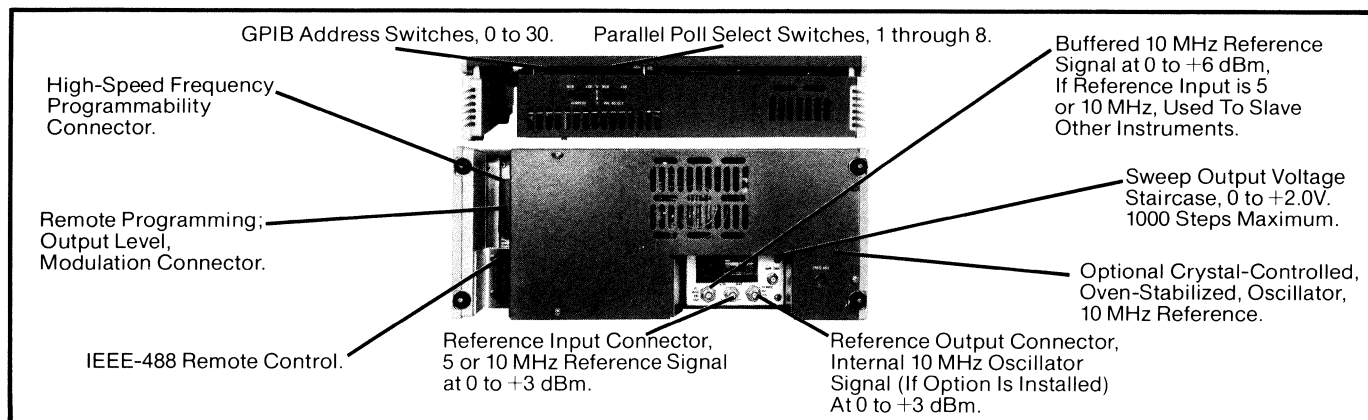 GPIB Address Switches, 0 to 30.
Parallel Poll Select Switches, 1 through 8.
Buffered 10 MHz Reference
Signal at 0 to +6 dBm,
If Reference Input is 5
or 10 MHz, Used To Slave
Other Instruments.
High-Speed Frequency
Programmability
Connector.
Sweep Output Voltage
Staircase, 0 to +2.0V.
1000 Steps Maximum.
Remote Programming;
Output Level,
Modulation Connector.
Optional Crystal-Controlled,
Oven-Stabilized, Oscillator,
10 MHz Reference.
IEEE-488 Remote Control.
Reference Input Connector,
5 or 10 MHz Reference Signal
at 0 to +3 dBm.
Reference Output Connector,
Internal 10 MHz Oscillator
Signal (If Option Is Installed)
At 0 to +3 dBm.